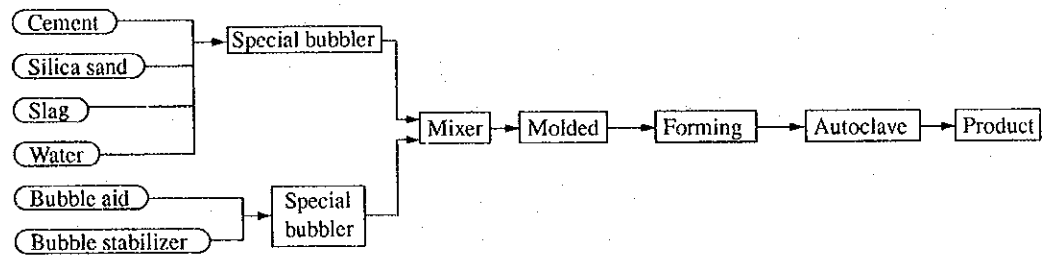 Cement
Special bubbler
Silica sand
Slag
Water
Mixer
Molded
Forming
Autoclave
Product
Bubble aid
Special
bubbler
Bubble stabilizer